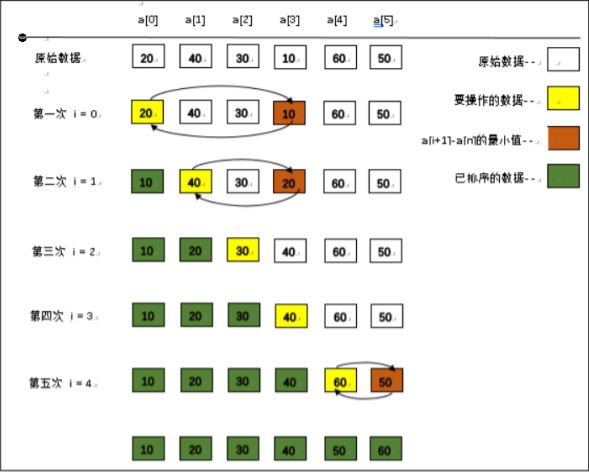 a[0] a[1] a[2] a[3] a[4] a[5]
原始数据 20 40 30 10 60 50 原始数据--
第一次 i = 0 20 40 30 10 60 50 要操作的数据--
a[i+1]-a[n]的最小值--
第二次 i = 1 10 40 30 20 60 50 已排序的数据--
第三次 i = 2 10 20 30 40 60 50
第四次 i = 3 10 20 30 40 60 50
第五次 i = 4 10 20 30 40 60 50
10 20 30 40 50 60